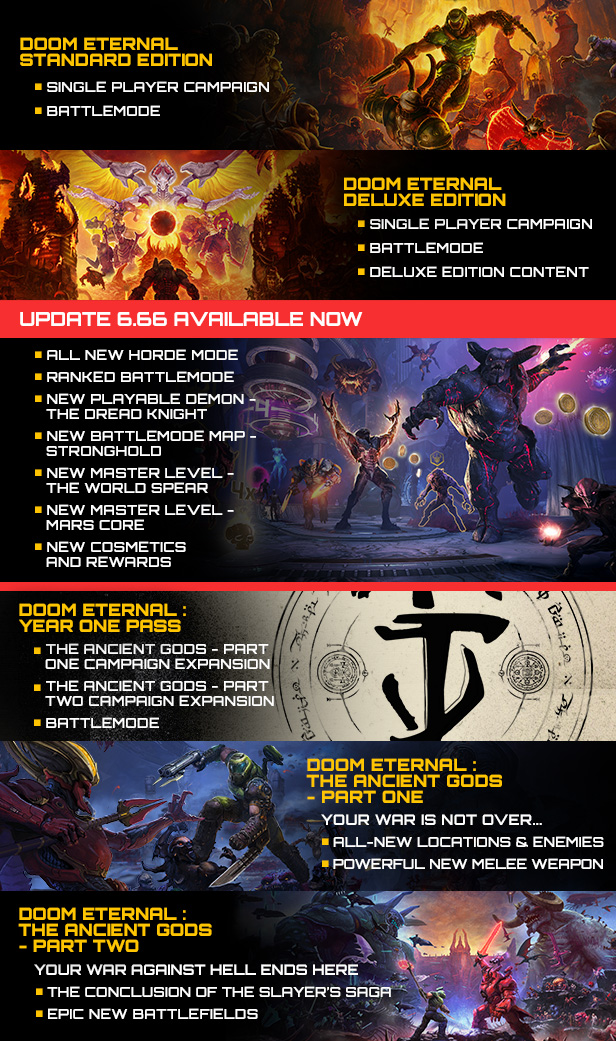 DOOM ETERNAL
STANDARD EDITION
SINGLE PLAYER CAMPAIGN
BATTLEMODE
DOOM ETERNAL
DELUXE EDITION
SINGLE PLAYER CAMPAIGN
BATTLEMODE
DELUXE EDITION CONTENT
UPDATE 6.66 AVAILABLE NOW
ALL NEW HORDE MODE
RANKED BATTLEMODE
NEW PLAYABLE DEMON -
THE DREAD KNIGHT
NEW BATTLEMODE MAP -
STRONGHOLD
NEW MASTER LEVEL -
THE WORLD SPEAR
NEW MASTER LEVEL -
MARS CORE
NEW COSMETICS
AND REWARDS
4x
DOOM ETERNAL :
YEAR ONE PASS
THE ANCIENT GODS - PART
ONE CAMPAIGN EXPANSION
THE ANCIENT GODS - PART
TWO CAMPAIGN EXPANSION
BATTLEMODE
DOOM ETERNAL :
THE ANCIENT GODS
- PART ONE
YOUR WAR IS NOT OVER...
ALL-NEW LOCATIONS & ENEMIES
POWERFUL NEW MELEE WEAPON
DOOM ETERNAL :
THE ANCIENT GODS
- PART TWO
YOUR WAR AGAINST HELL ENDS HERE
THE CONCLUSION OF THE SLAYER'S SAGA
EPIC NEW BATTLEFIELDS